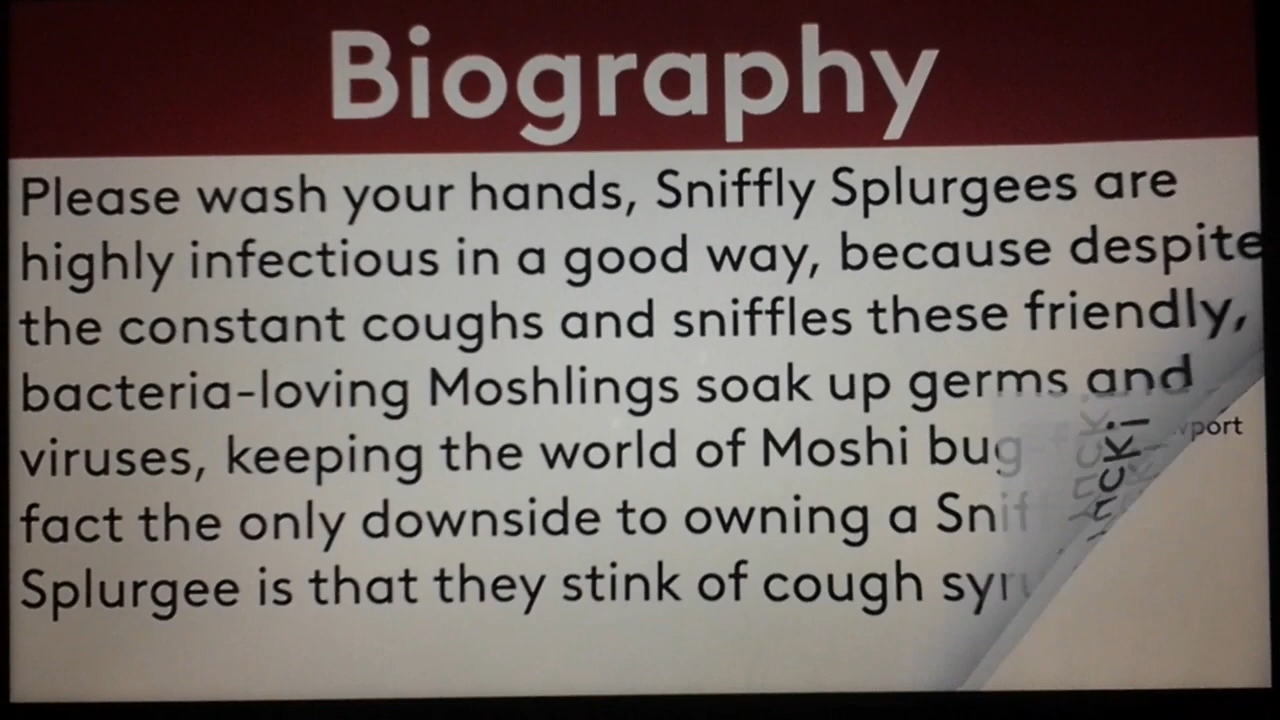 Biography
Please wash your hands, Sniffly Splurgees are
highly infectious in a good way, because despite
the constant coughs and sniffles these friendly,
bacteria-loving Moshlings soak up germs and
viruses, keeping the world of Moshi bug
fact the only downside to owning a
Splurgee is that they stink of cough